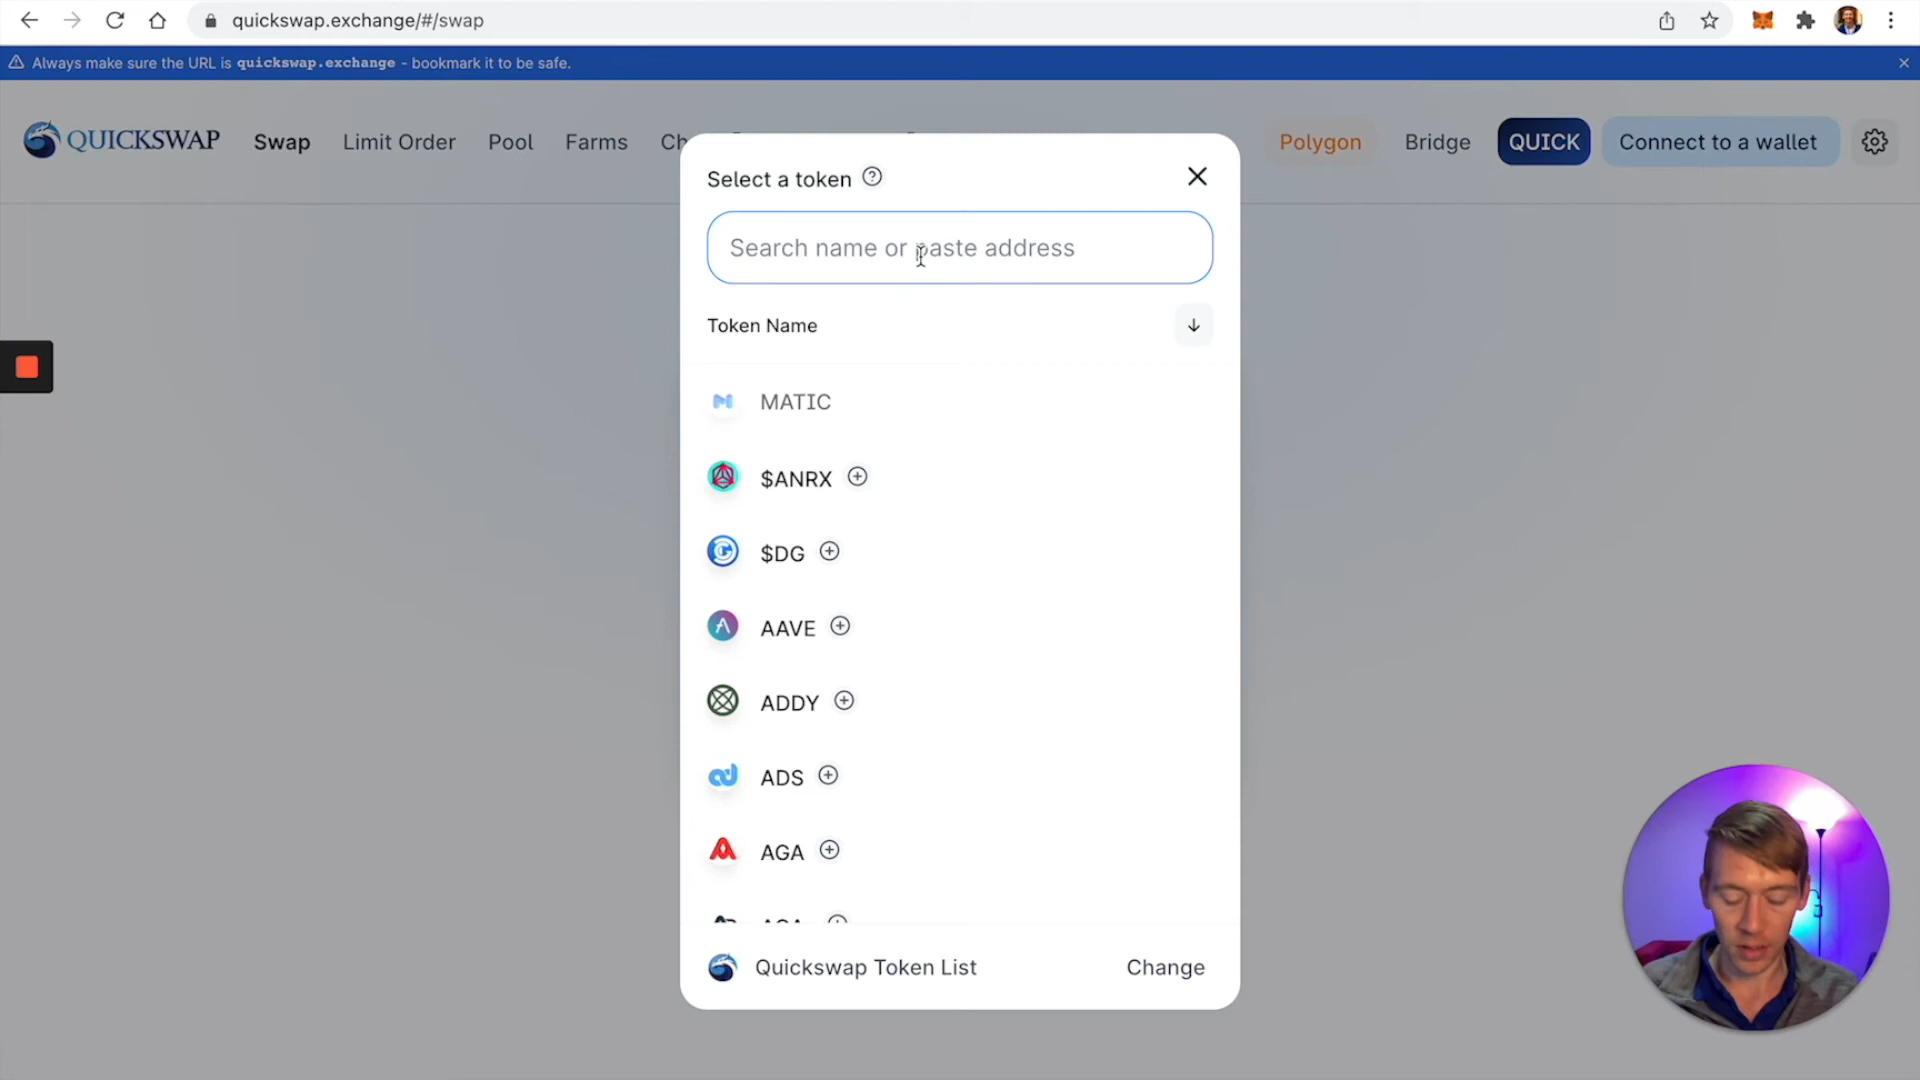 quickswap.exchange/#/swap
Always make sure the URL is quickswap.exchange - bookmark it to be safe.
QUICKSWAP Swap Limit Order Pool Farms Ch Polygon Bridge QUICK Connect to a wallet
Select a token
Search name or paste address
Token Name
MATIC
$ANRX
$DG
AAVE
ADDY
ADS
AGA
Quickswap Token List Change